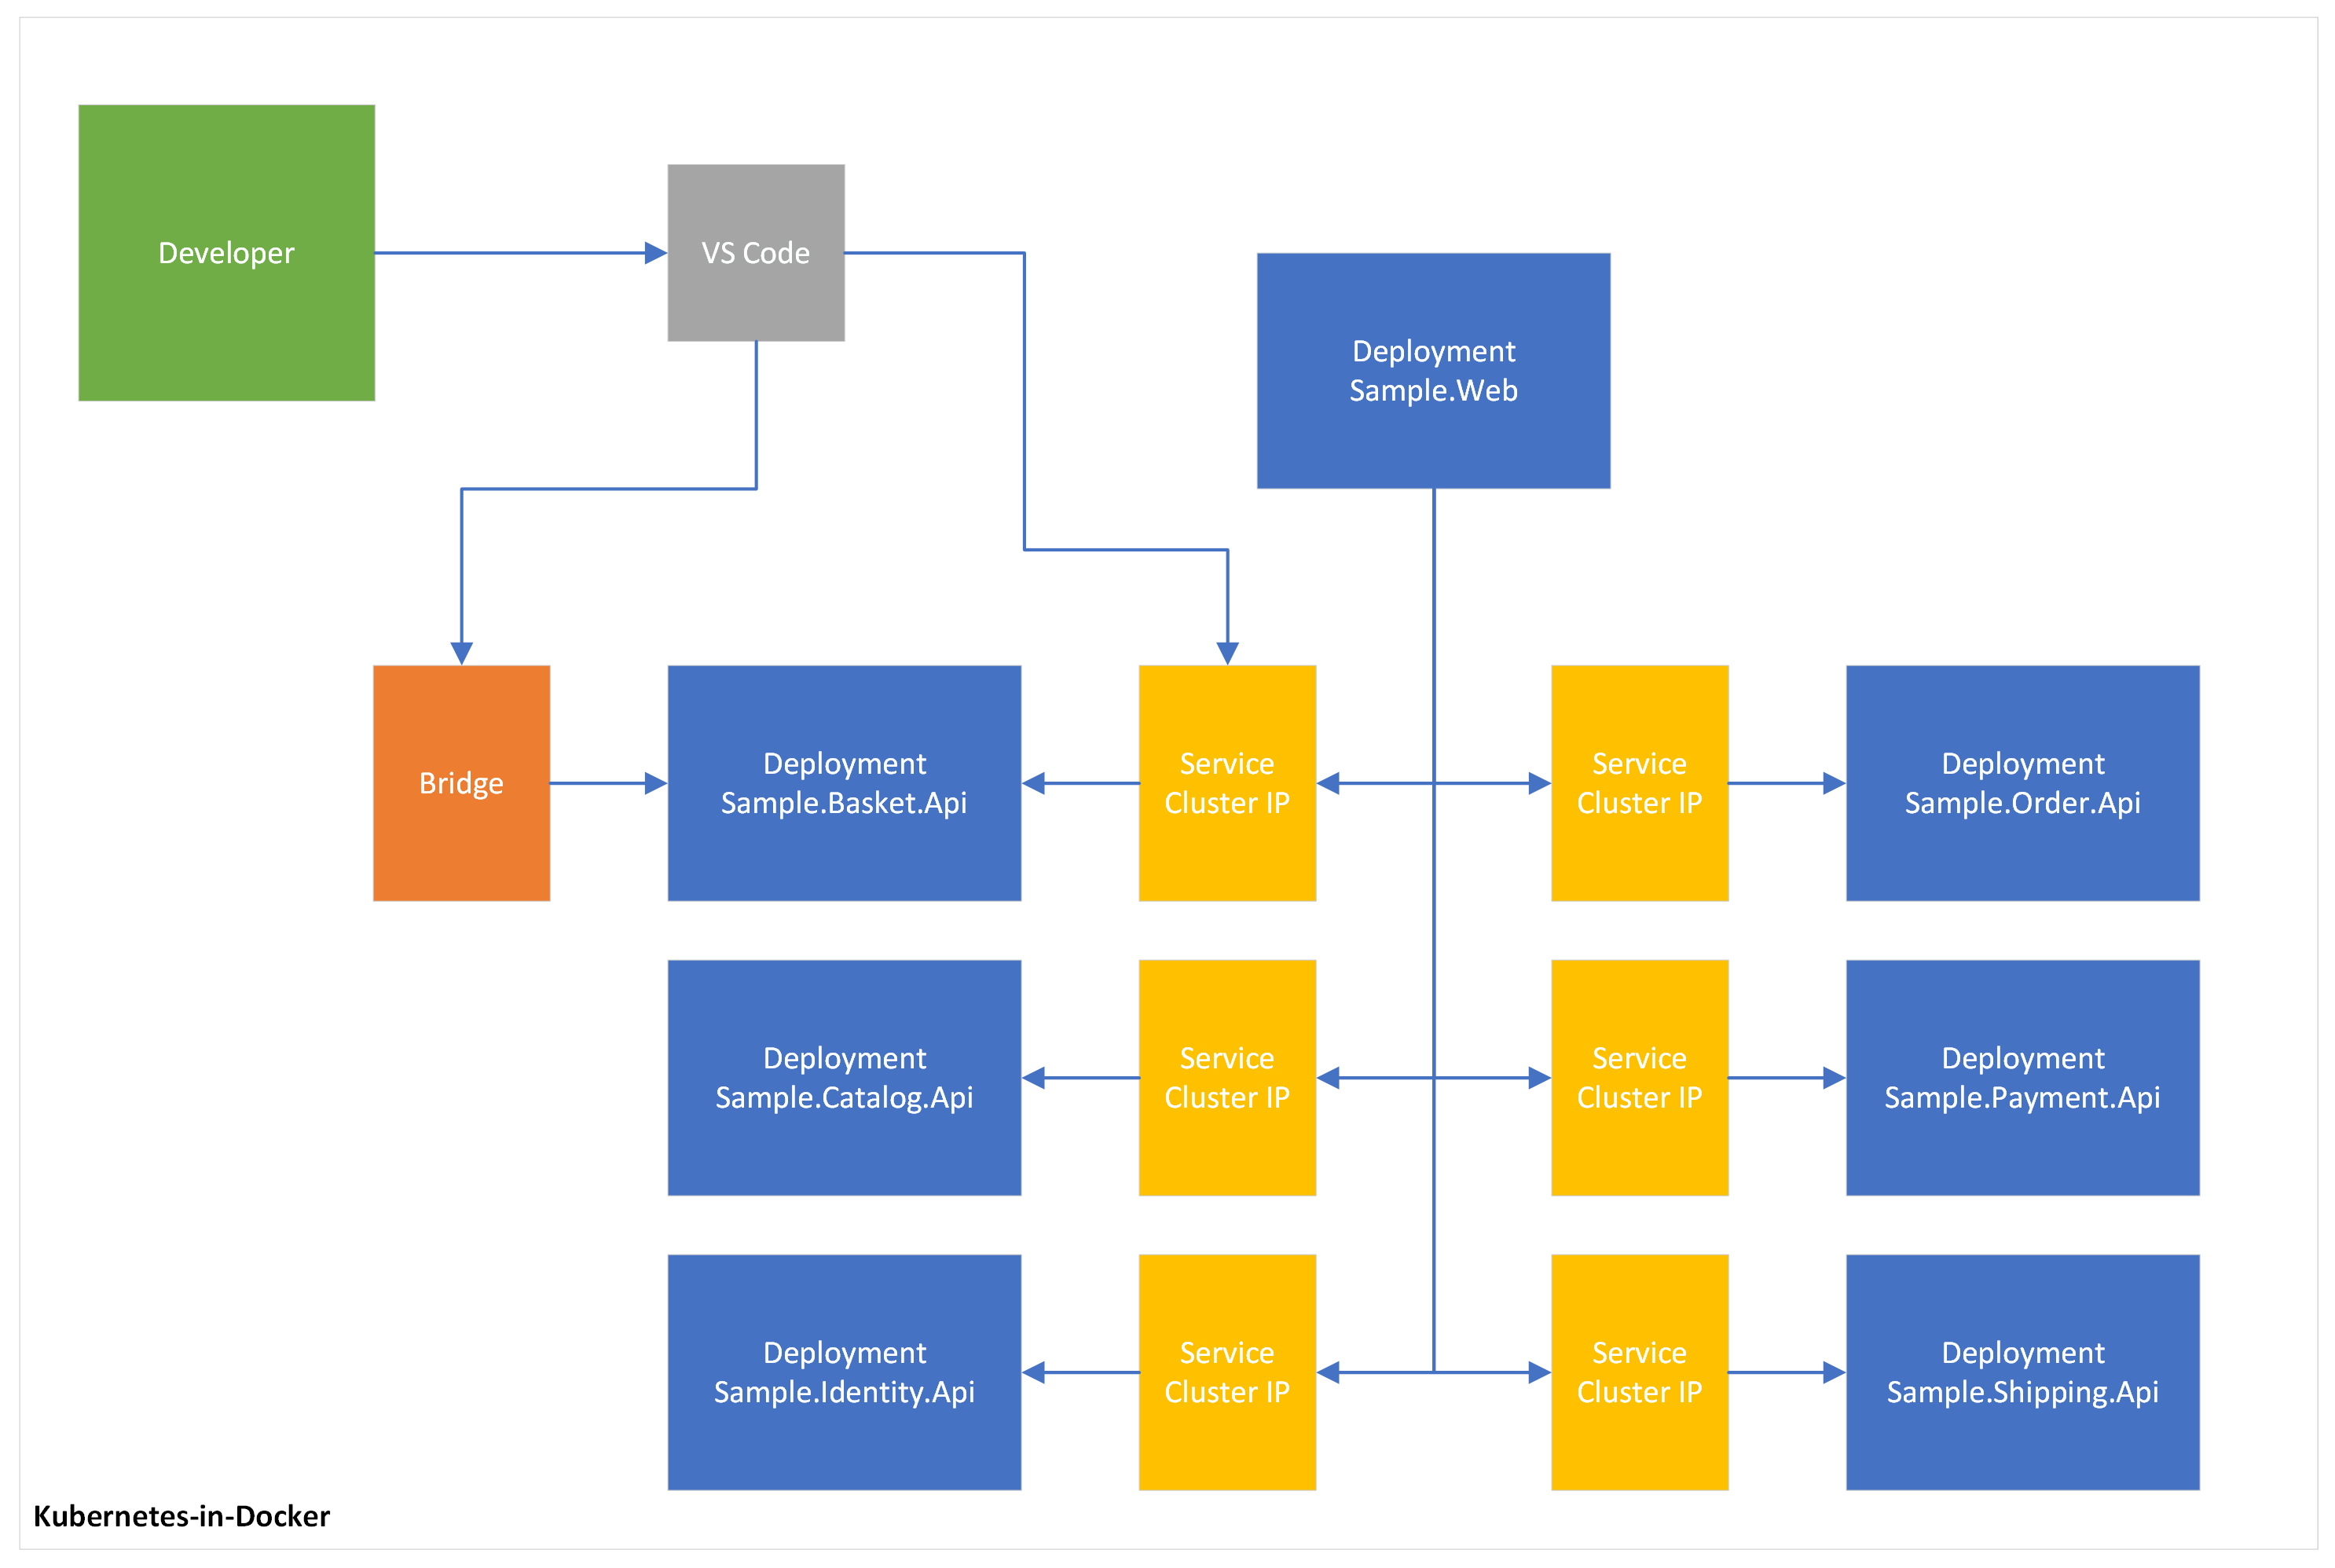 Developer
VS Code
Deployment
Sample.Web
Bridge
Deployment
Sample.Basket.Api
Service
Cluster IP
Service
Cluster IP
Deployment
Sample.Order.Api
Deployment
Sample.Catalog.Api
Service
Cluster IP
Service
Cluster IP
Deployment
Sample.Payment.Api
Deployment
Sample.Identity.Api
Service
Cluster IP
Service
Cluster IP
Deployment
Sample.Shipping.Api
Kubernetes-in-Docker